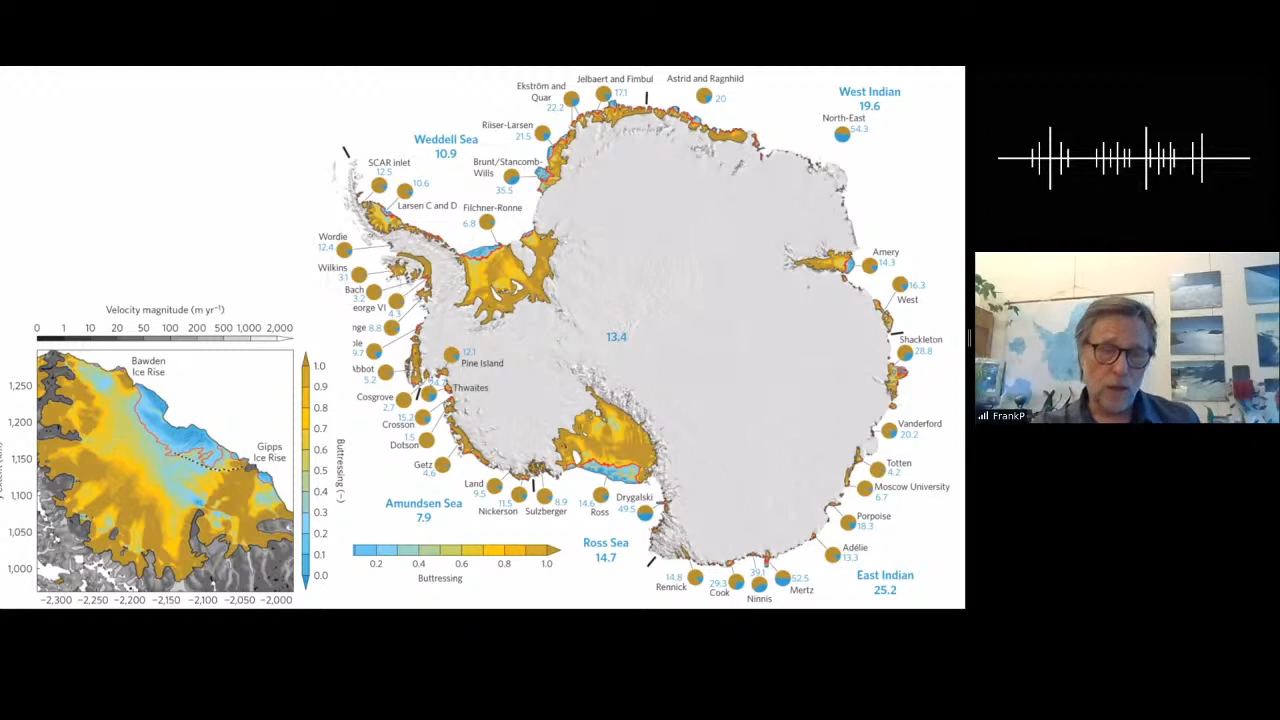 Jelbaert and Fimbul
17.1
Astrid and Ragnhild
20
Ekström and
Quar
22.2
West Indian
19.6
North-East
54.3
Riiser-Larsen
21.5
Weddell Sea
10.9
Brunt/Stancomb-
Wills
35.5
SCAR inlet
12.5
10.6
Larsen C and D
Filchner-Ronne
6.8
Wordie
12.4
Wilkins
3.1
Bach
3.2
eorge VI
4.3
nge 8.8
ole
9.7
Abbot
5.2
Cosgrove
2.7
12.1
Pine Island
Thwaites
Crosson
15.2
Dotson
1.5
Getz
4.6
13.4
Amery
14.3
16.3
West
Shackleton
28.8
Vanderford
20.2
Totten
4.2
Moscow University
6.7
Porpoise
18.3
Adélie
13.3
East Indian
25.2
Land
9.5
11.5
Nickerson
8.9
Sulzberger
14.6
Ross
Drygalski
49.5
Amundsen Sea
7.9
Ross Sea
14.7
14.8
Rennick
29.3
Cook
39.1
Ninnis
52.5
Mertz
0.2 0.4 0.6 0.8 1.0
Buttressing
Velocity magnitude (m yr⁻¹)
0 1 10 20 50 100 200 500 1,000 2,000
Bawden
Ice Rise
Gipps
Ice Rise
1,250
1,200
1,150
1,100
1,050
1,000
−2,300 −2,250 −2,200 −2,150 −2,100 −2,050 −2,000
1.0
0.9
0.8
0.7
0.6
0.5
0.4
0.3
0.2
0.1
0.0
Buttressing (–)
FrankP